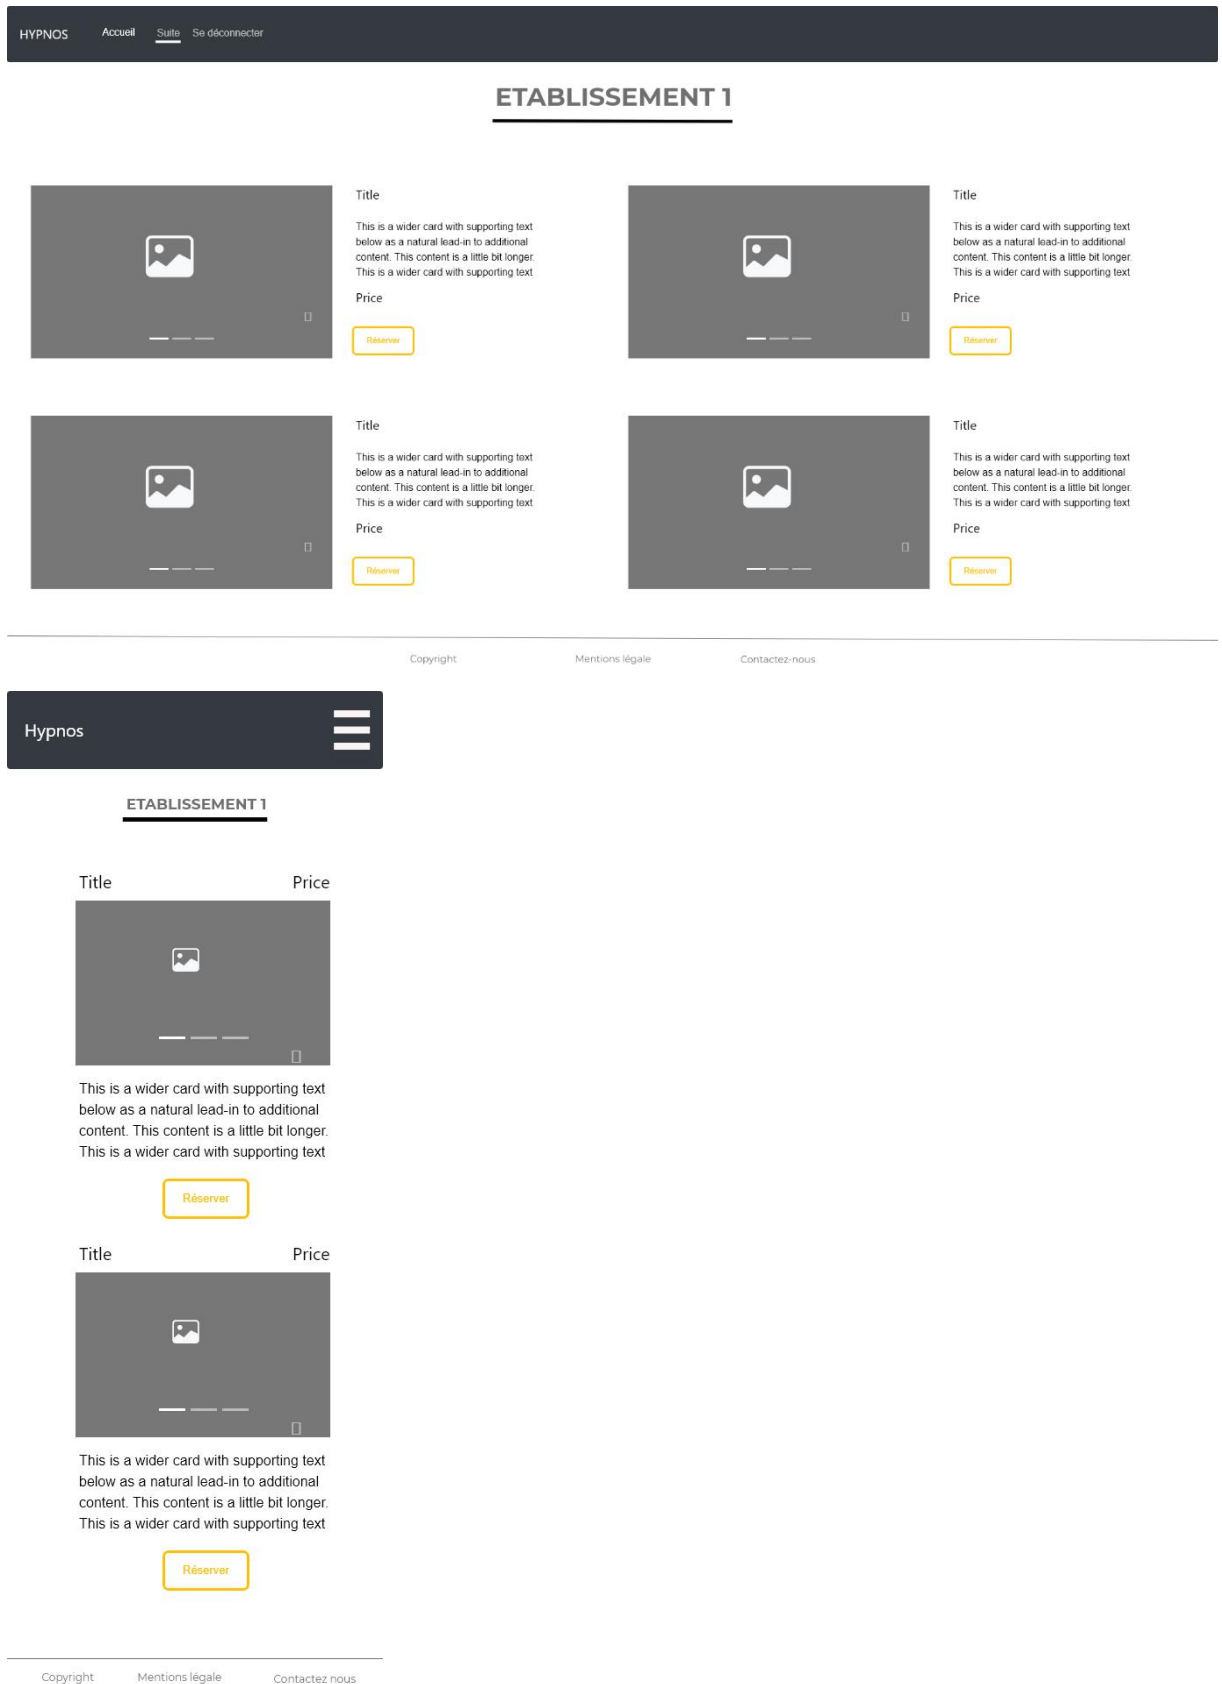 HYPNOS Accueil Suite Se déconnecter
ETABLISSEMENT 1
Title
This is a wider card with supporting text
below as a natural lead-in to additional
content. This content is a little bit longer.
This is a wider card with supporting text
Price
Réserver
Title
This is a wider card with supporting text
below as a natural lead-in to additional
content. This content is a little bit longer.
This is a wider card with supporting text
Price
Réserver
Title
This is a wider card with supporting text
below as a natural lead-in to additional
content. This content is a little bit longer.
This is a wider card with supporting text
Price
Réserver
Title
This is a wider card with supporting text
below as a natural lead-in to additional
content. This content is a little bit longer.
This is a wider card with supporting text
Price
Réserver
Copyright Mentions légale Contactez-nous
Hypnos
ETABLISSEMENT 1
Title Price
This is a wider card with supporting text
below as a natural lead-in to additional
content. This content is a little bit longer.
This is a wider card with supporting text
Réserver
Title Price
This is a wider card with supporting text
below as a natural lead-in to additional
content. This content is a little bit longer.
This is a wider card with supporting text
Réserver
Copyright Mentions légale Contactez nous